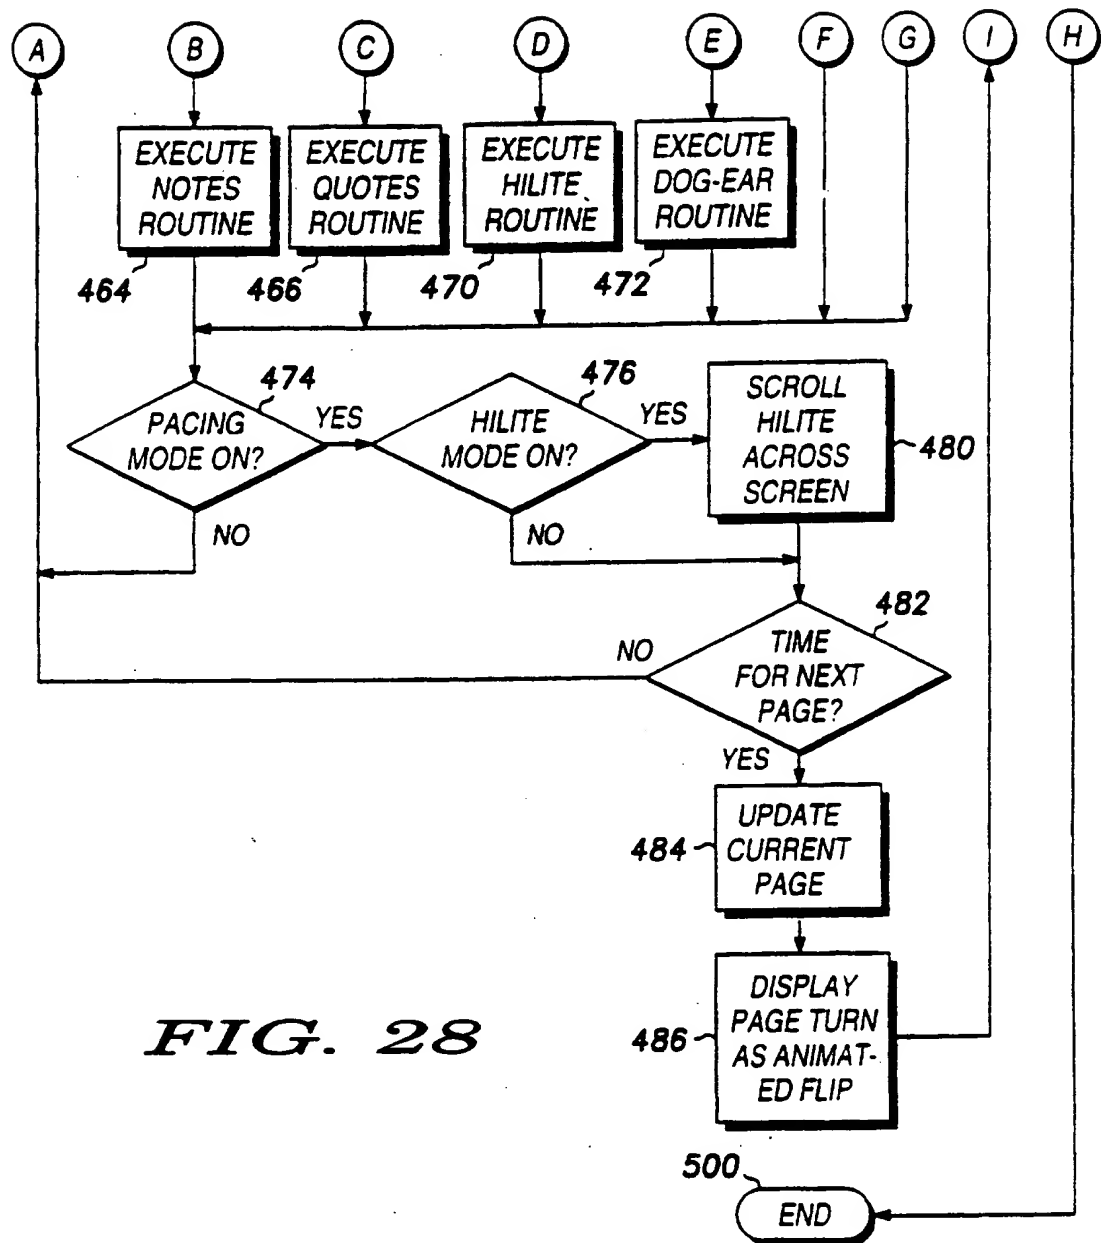 A B C D E F G I H
EXECUTE
NOTES
ROUTINE
464
EXECUTE
QUOTES
ROUTINE
466
EXECUTE
HILITE
ROUTINE
470
EXECUTE
DOG-EAR
ROUTINE
472
PACING
MODE ON?
474
YES
NO
HILITE
MODE ON?
476
YES
NO
SCROLL
HILITE
ACROSS
SCREEN
480
TIME
FOR NEXT
PAGE?
482
NO
YES
UPDATE
CURRENT
PAGE
484
DISPLAY
PAGE TURN
AS ANIMAT-
ED FLIP
486
FIG. 28
500
END